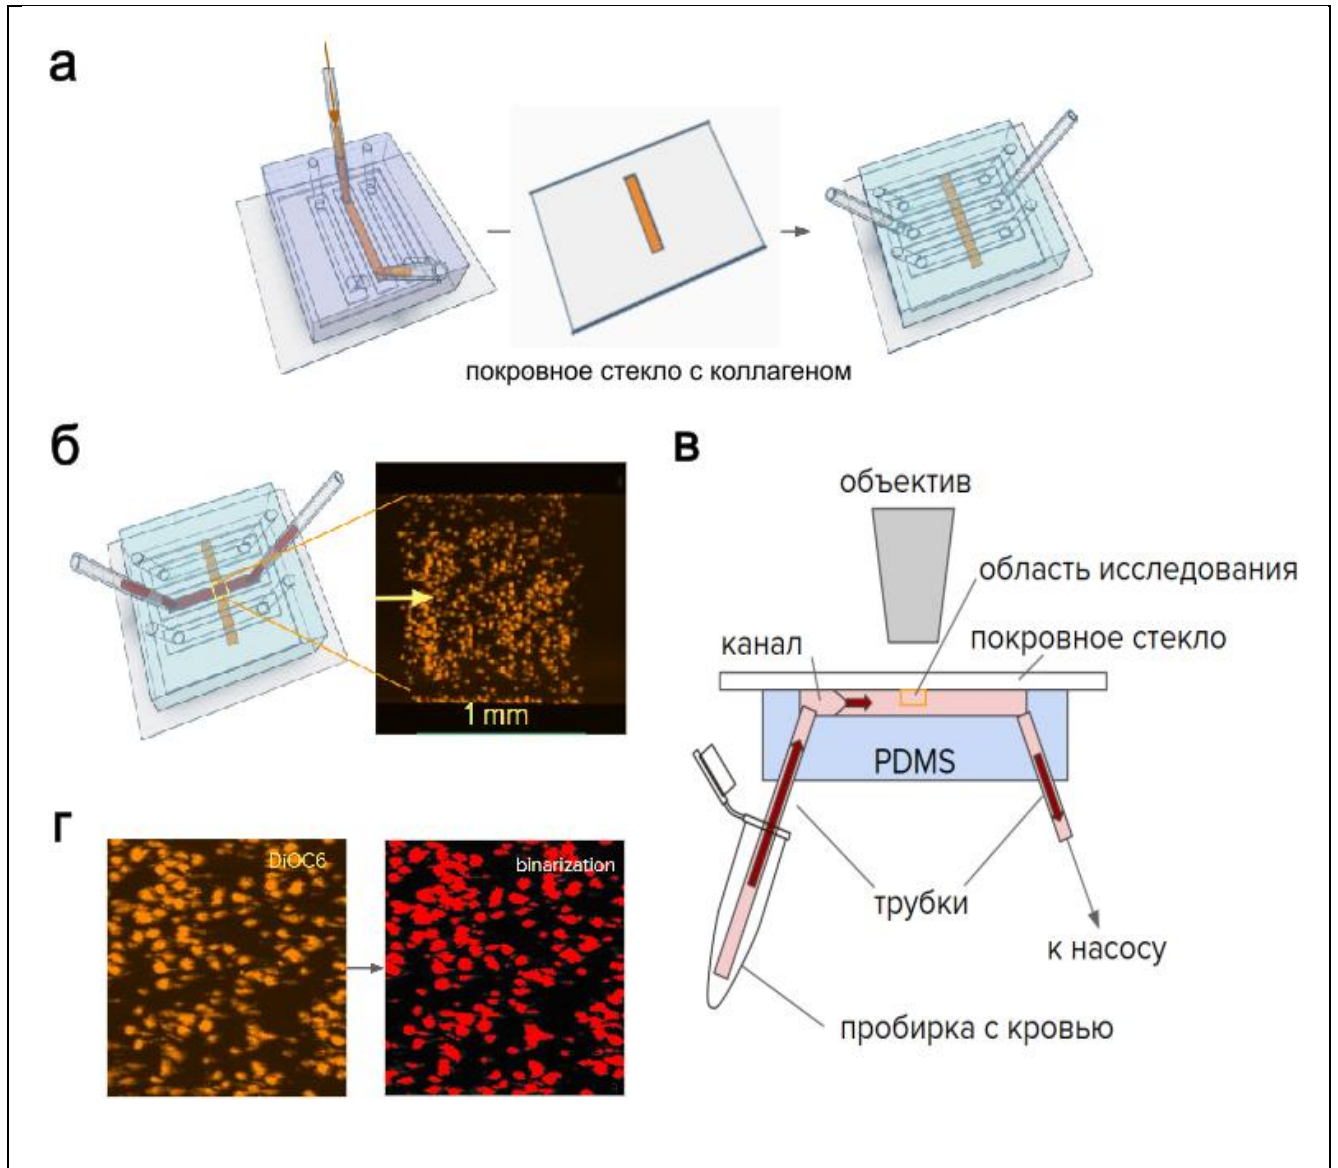 а
покровное стекло с коллагеном
б
1 mm
в
объектив
область исследования
покровное стекло
канал
PDMS
трубки
к насосу
пробирка с кровью
г
DiOC6
binarization